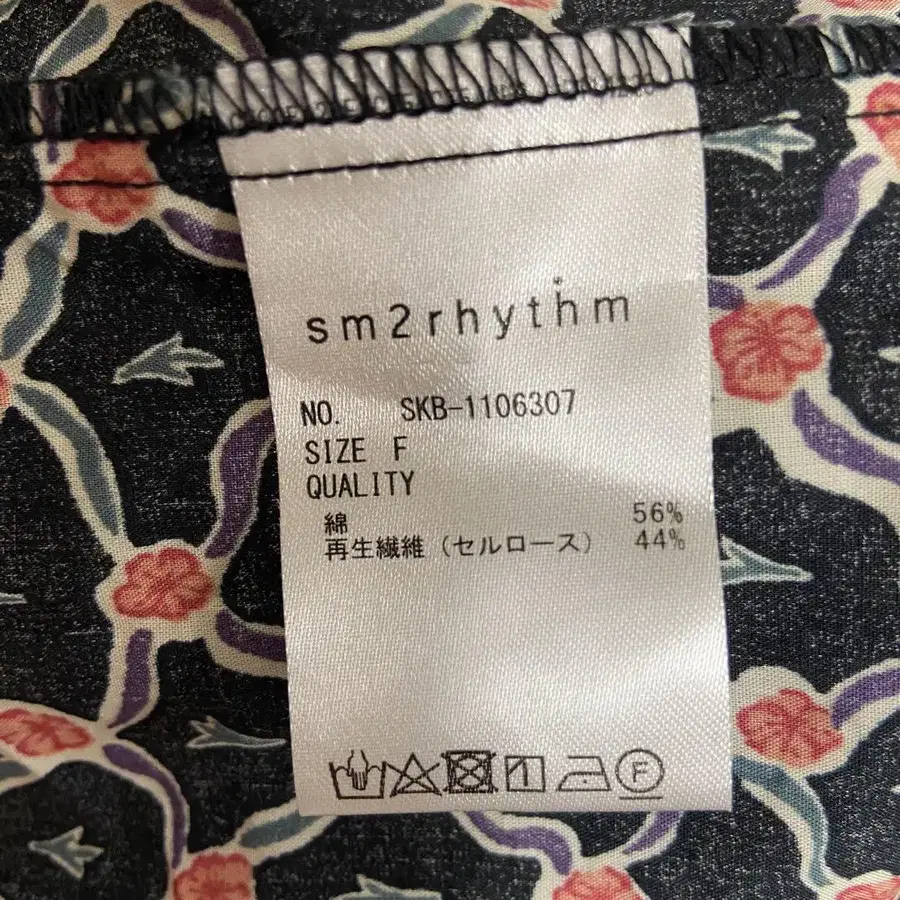 sm2rhythm
NO. SKB-1106307
SIZE F
QUALITY
綿 56%
再生繊維（セルロース） 44%
F